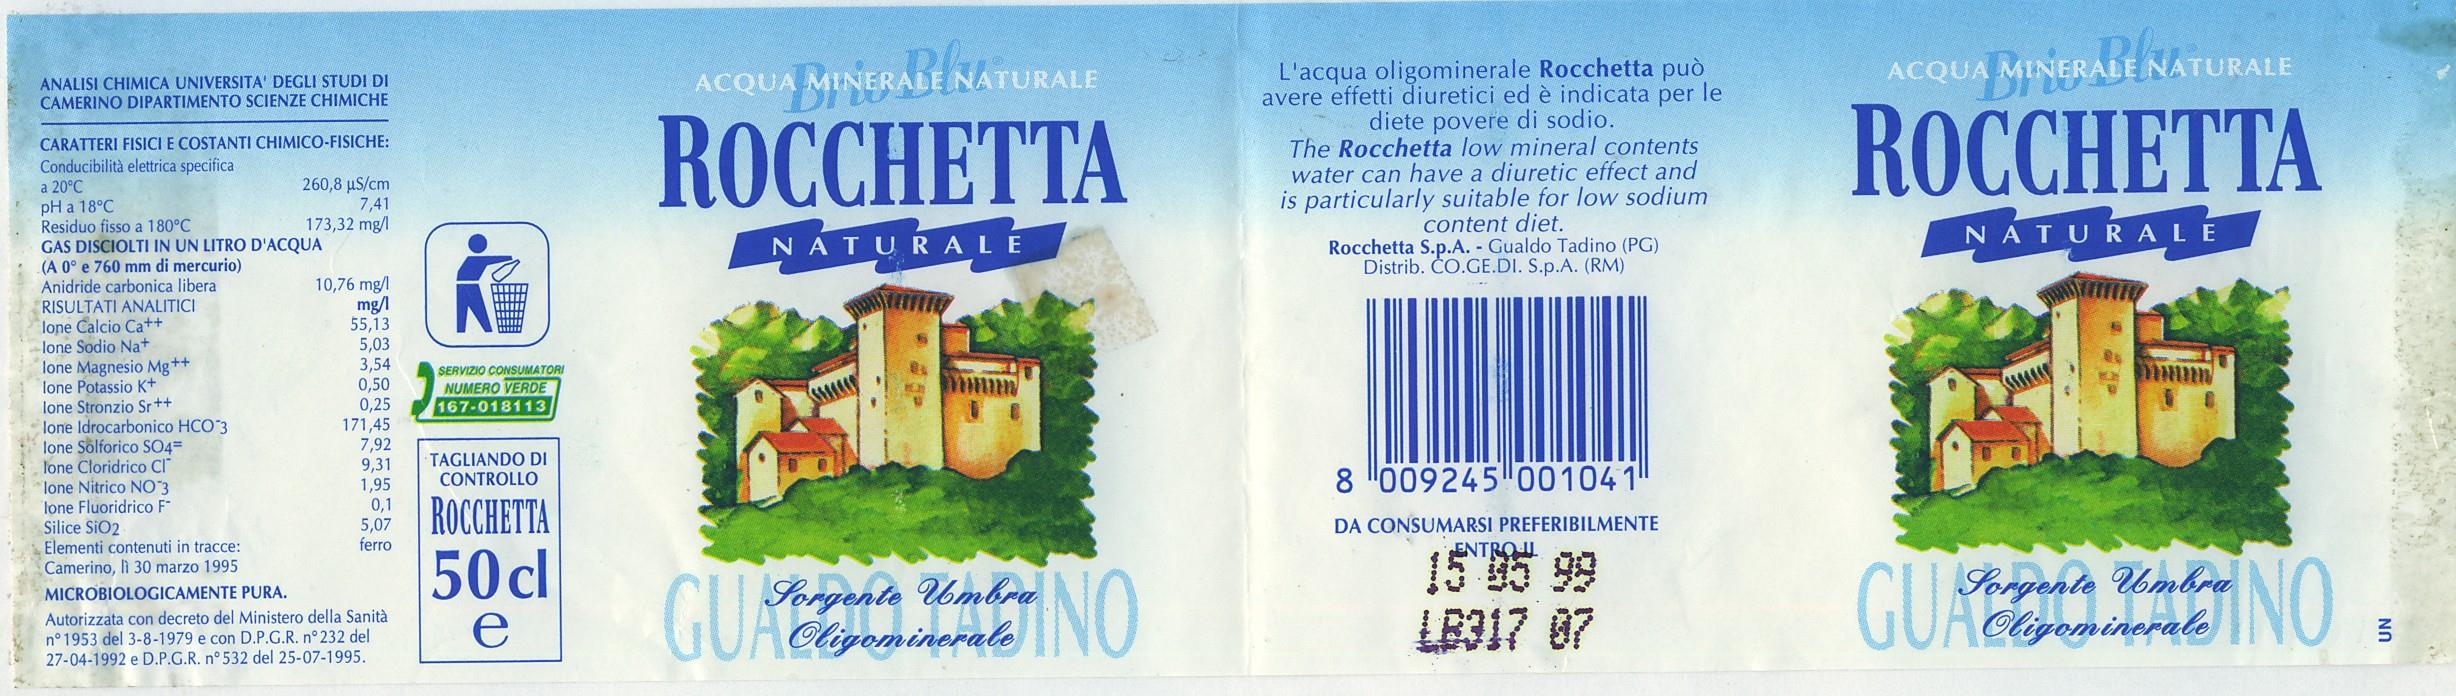 ANALISI CHIMICA UNIVERSITA' DEGLI STUDI DI
CAMERINO DIPARTIMENTO SCIENZE CHIMICHE
CARATTERI FISICI E COSTANTI CHIMICO-FISICHE:
Conducibilità elettrica specifica
a 20°C 260,8 µS/cm
pH a 18°C 7,41
Residuo fisso a 180°C 173,32 mg/l
GAS DISCIOLTI IN UN LITRO D'ACQUA
(A 0° e 760 mm di mercurio)
Anidride carbonica libera 10,76 mg/l
RISULTATI ANALITICI mg/l
Ione Calcio Ca++ 55,13
Ione Sodio Na+ 5,03
Ione Magnesio Mg++ 3,54
Ione Potassio K+ 0,50
Ione Stronzio Sr++ 0,25
Ione Idrocarbonico HCO-3 171,45
Ione Solforico SO4= 7,92
Ione Cloridrico Cl- 9,31
Ione Nitrico NO-3 1,95
Ione Fluoridrico F- 0,1
Silice SiO2 5,07
Elementi contenuti in tracce: ferro
Camerino, lì 30 marzo 1995
MICROBIOLOGICAMENTE PURA.
Autorizzata con decreto del Ministero della Sanità
n° 1953 del 3-8-1979 e con D.P.G.R. n° 232 del
27-04-1992 e D.P.G.R. n° 532 del 25-07-1995.
SERVIZIO CONSUMATORI
NUMERO VERDE
167-018113
TAGLIANDO DI
CONTROLLO
ROCCHETTA
50 cl
e
Brio Blu®
ACQUA MINERALE NATURALE
ROCCHETTA
NATURALE
GUALDO TADINO
Sorgente Umbra
Oligominerale
L'acqua oligominerale Rocchetta può
avere effetti diuretici ed è indicata per le
diete povere di sodio.
The Rocchetta low mineral contents
water can have a diuretic effect and
is particularly suitable for low sodium
content diet.
Rocchetta S.p.A. - Gualdo Tadino (PG)
Distrib. CO.GE.DI. S.p.A. (RM)
8 009245 001041
DA CONSUMARSI PREFERIBILMENTE
ENTRO IL
15 05 99
LB317 07
Brio Blu®
ACQUA MINERALE NATURALE
ROCCHETTA
NATURALE
GUALDO TADINO
Sorgente Umbra
Oligominerale
UN